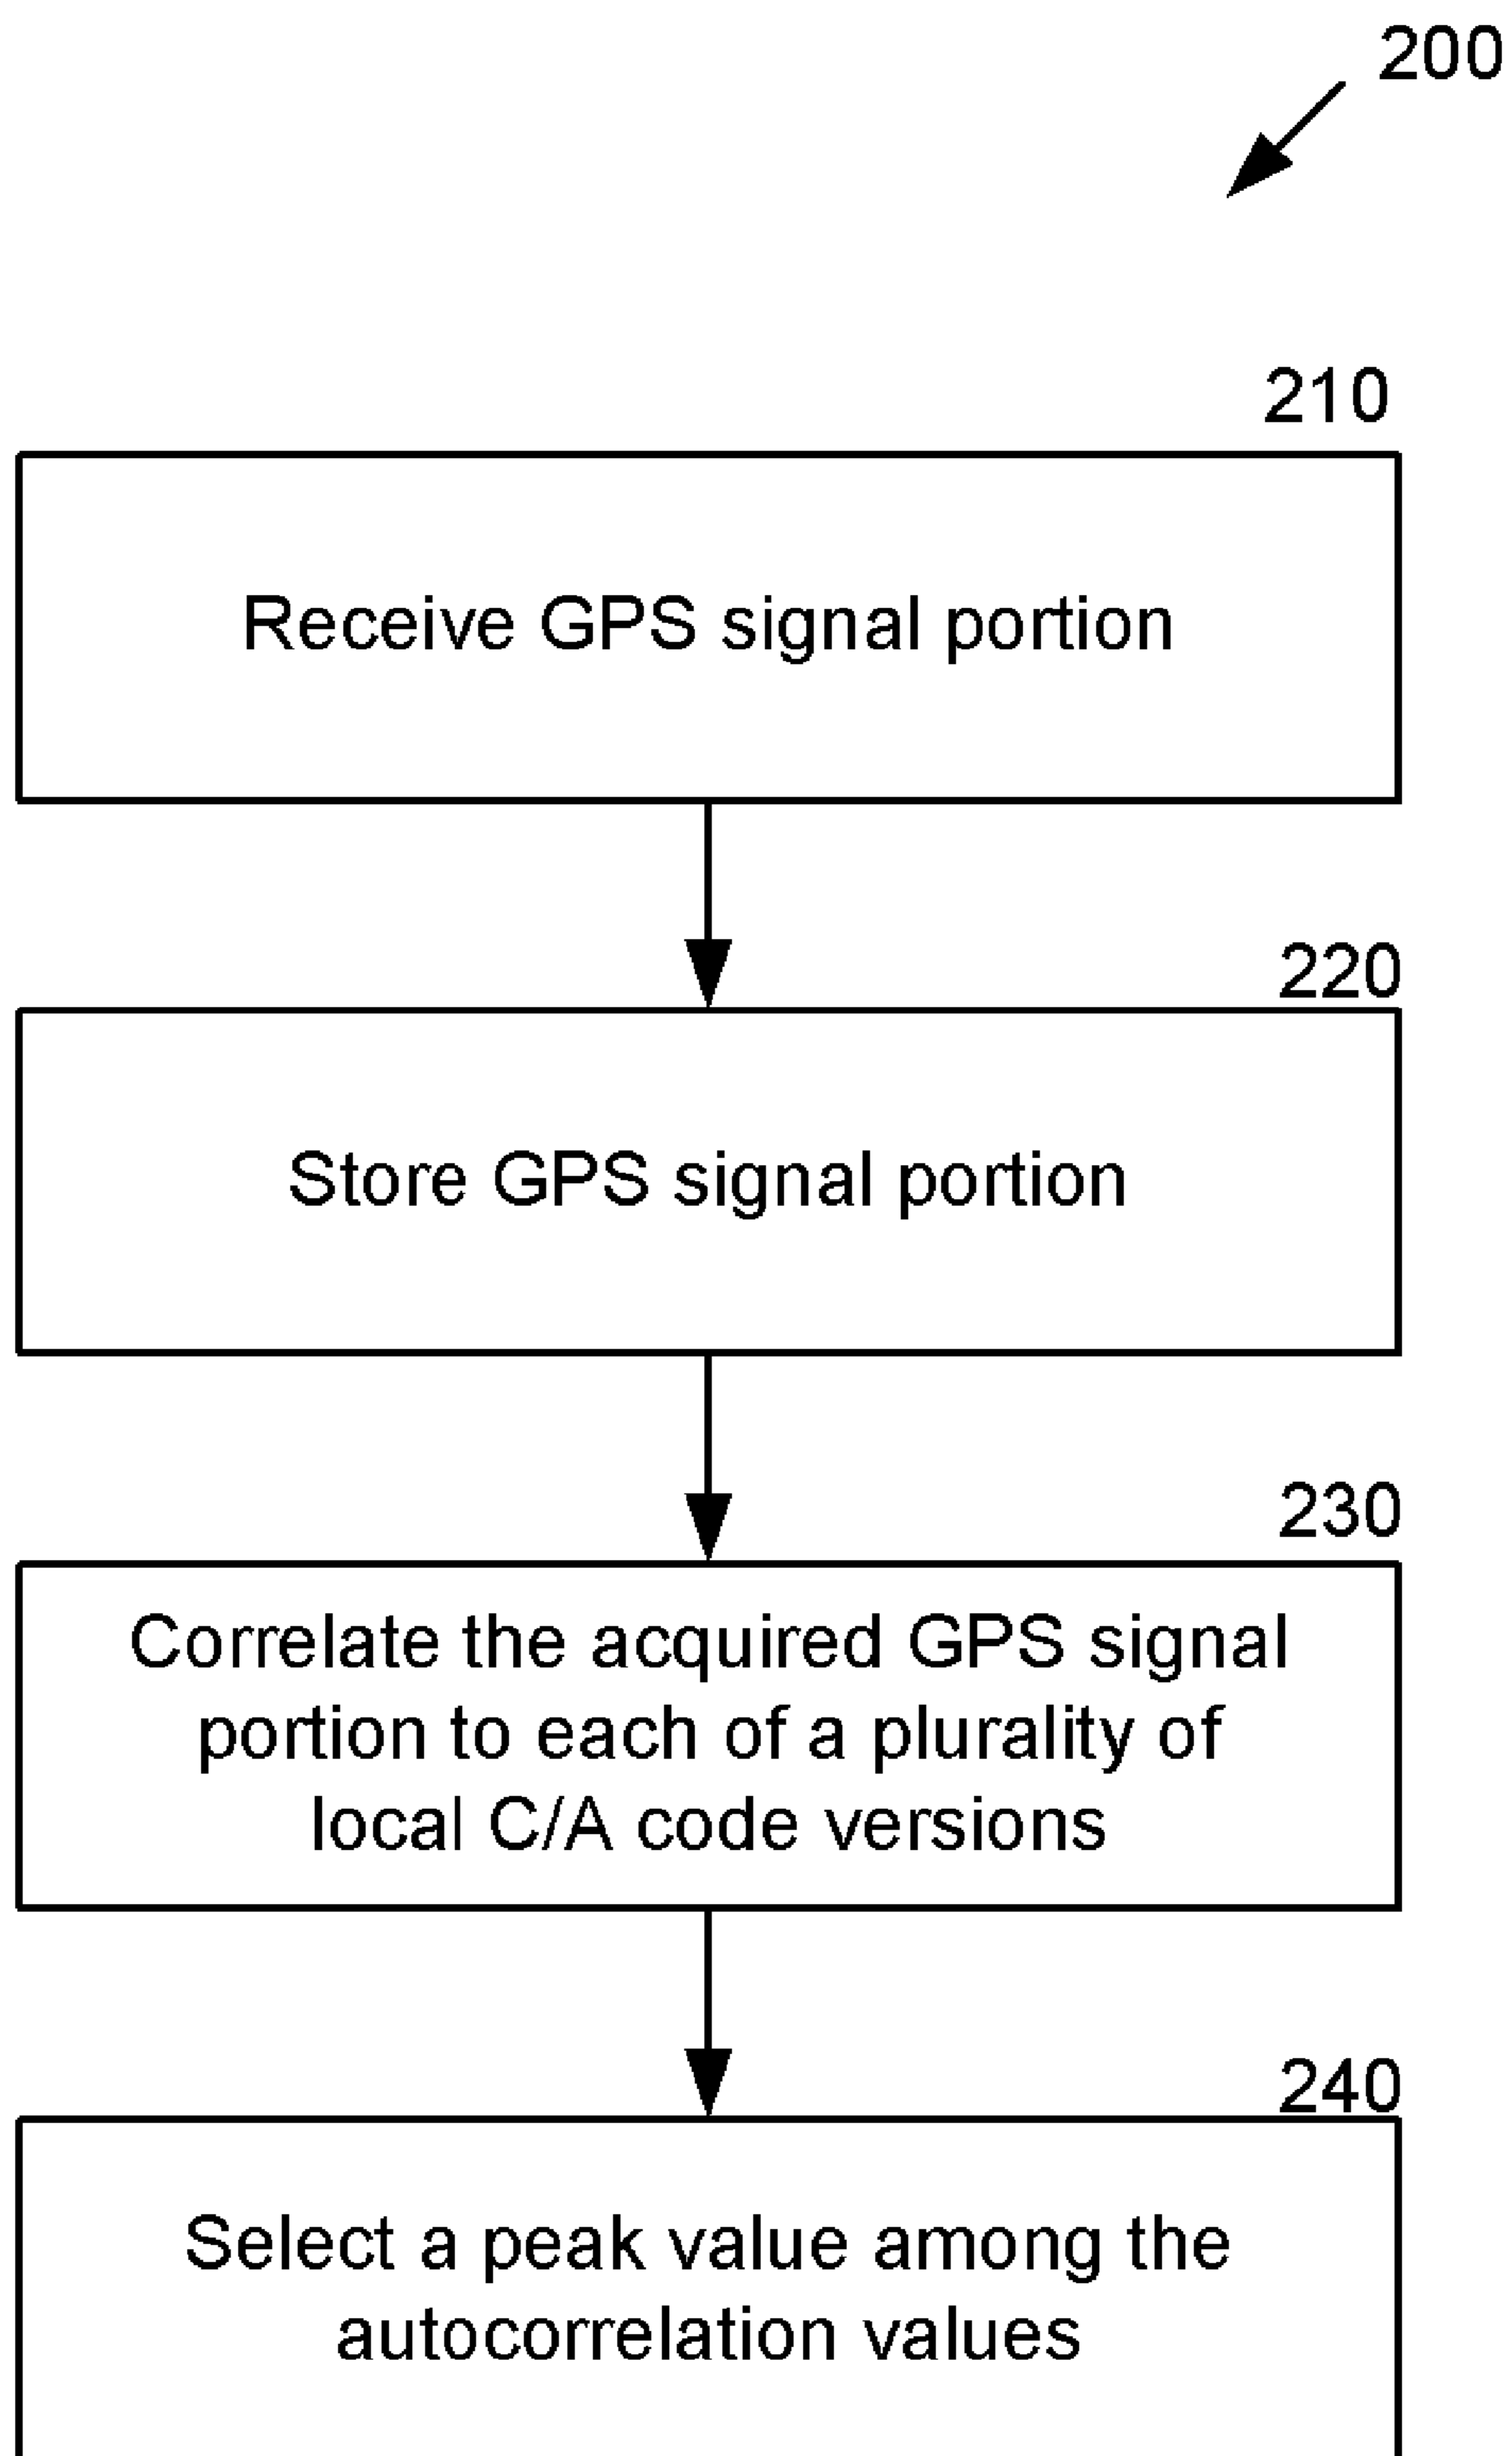 200
210
Receive GPS signal portion
220
Store GPS signal portion
230
Correlate the acquired GPS signal
portion to each of a plurality of
local C/A code versions
240
Select a peak value among the
autocorrelation values